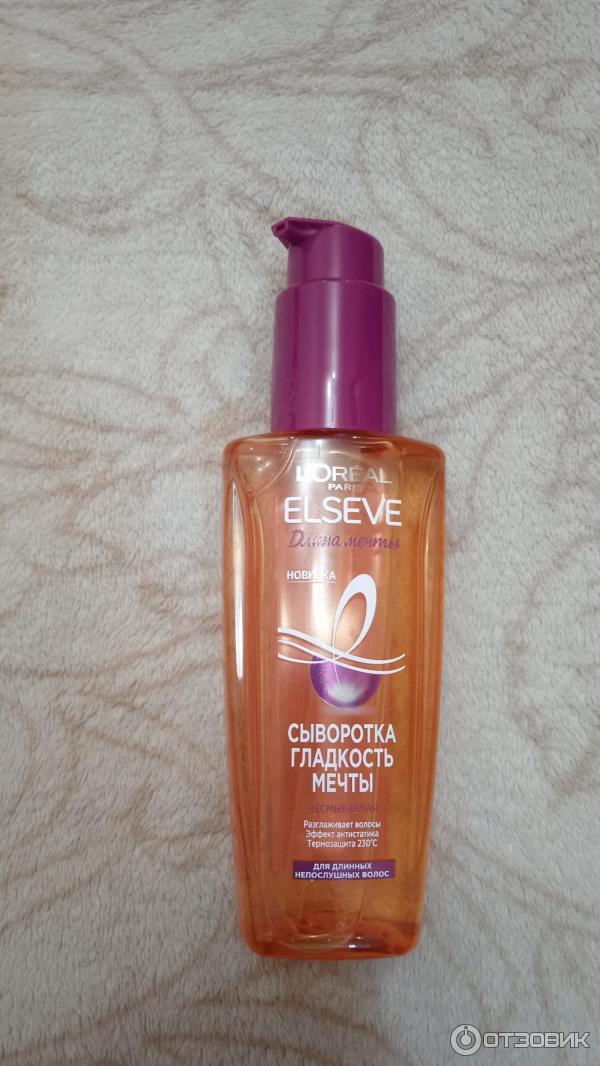 L'ORÉAL
PARIS
ELSEVE
Длина мечты
НОВИНКА
СЫВОРОТКА
ГЛАДКОСТЬ
МЕЧТЫ
НЕСМЫВАЕМАЯ
Разглаживает волосы
Эффект антистатика
Термозащита 230°C
ДЛЯ ДЛИННЫХ
НЕПОСЛУШНЫХ ВОЛОС
ОТЗОВИК